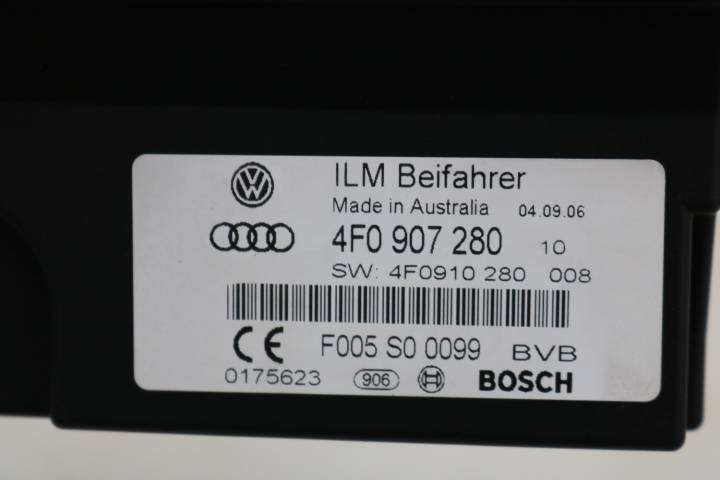 ILM Beifahrer
Made in Australia 04.09.06
4F0 907 280 10
SW: 4F0910 280 008
CE F005 S0 0099 BVB
0175623 906 BOSCH